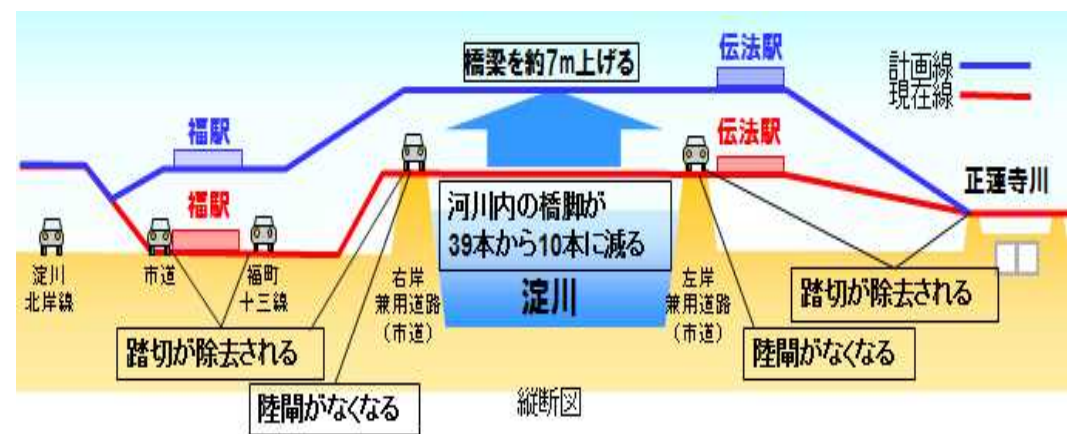 橋梁を約7m上げる
伝法駅
計画線
現在線
福駅
伝法駅
正蓮寺川
福駅
河川内の橋脚が
39本から10本に減る
淀川
北岸線
市道
福町
十三線
右岸
兼用道路
(市道)
淀川
左岸
兼用道路
(市道)
踏切が除去される
踏切が除去される
陸閘がなくなる
陸閘がなくなる
縦断図